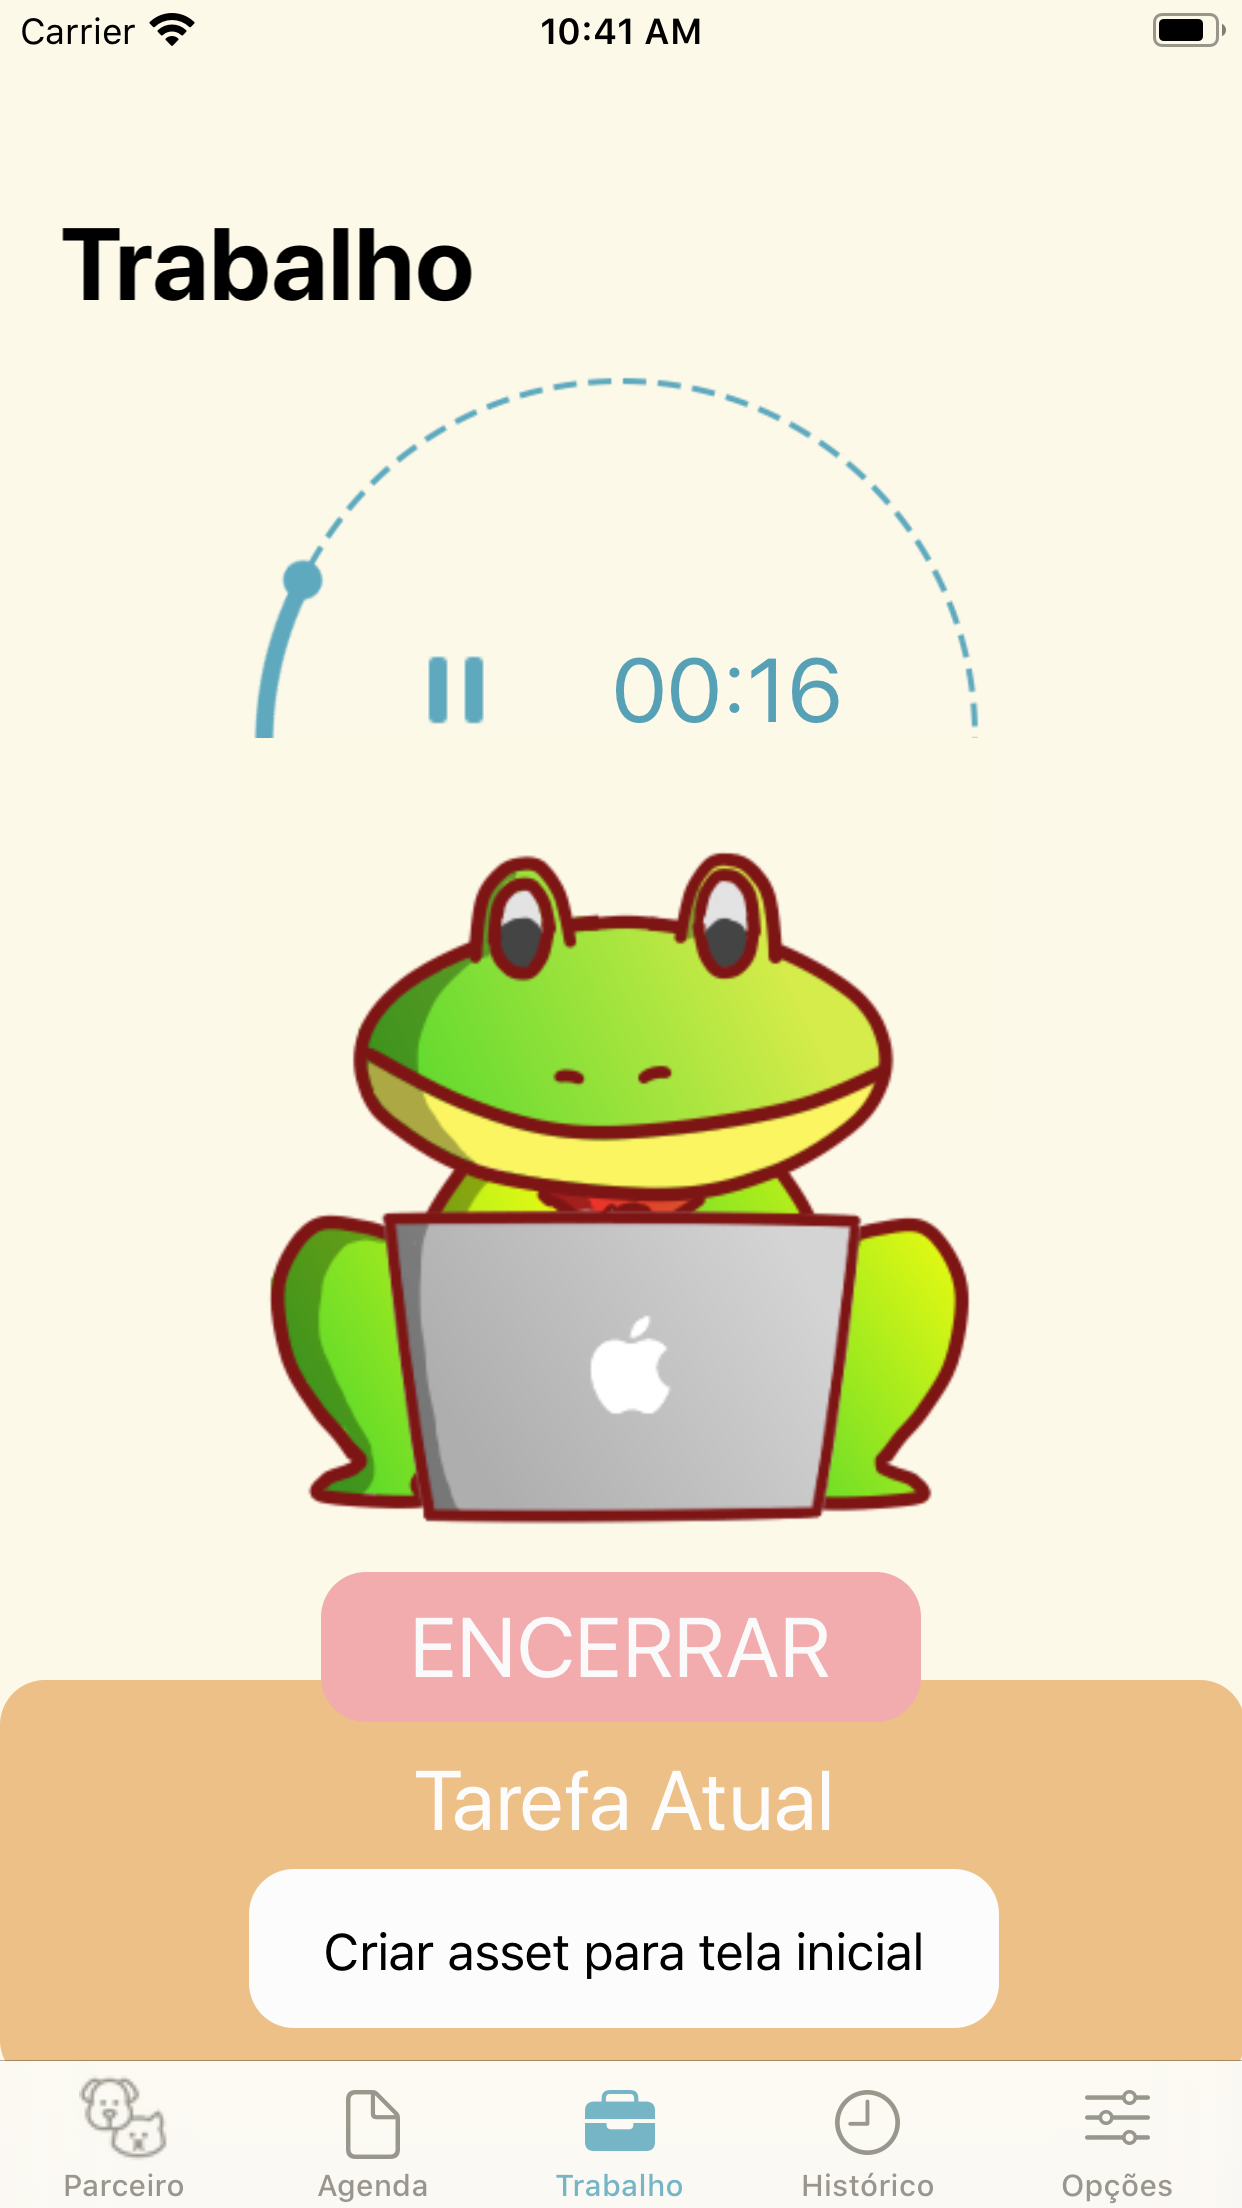 Carrier
10:41 AM
Trabalho
00:16
ENCERRAR
Tarefa Atual
Criar asset para tela inicial
Parceiro
Agenda
Trabalho
Histórico
Opções